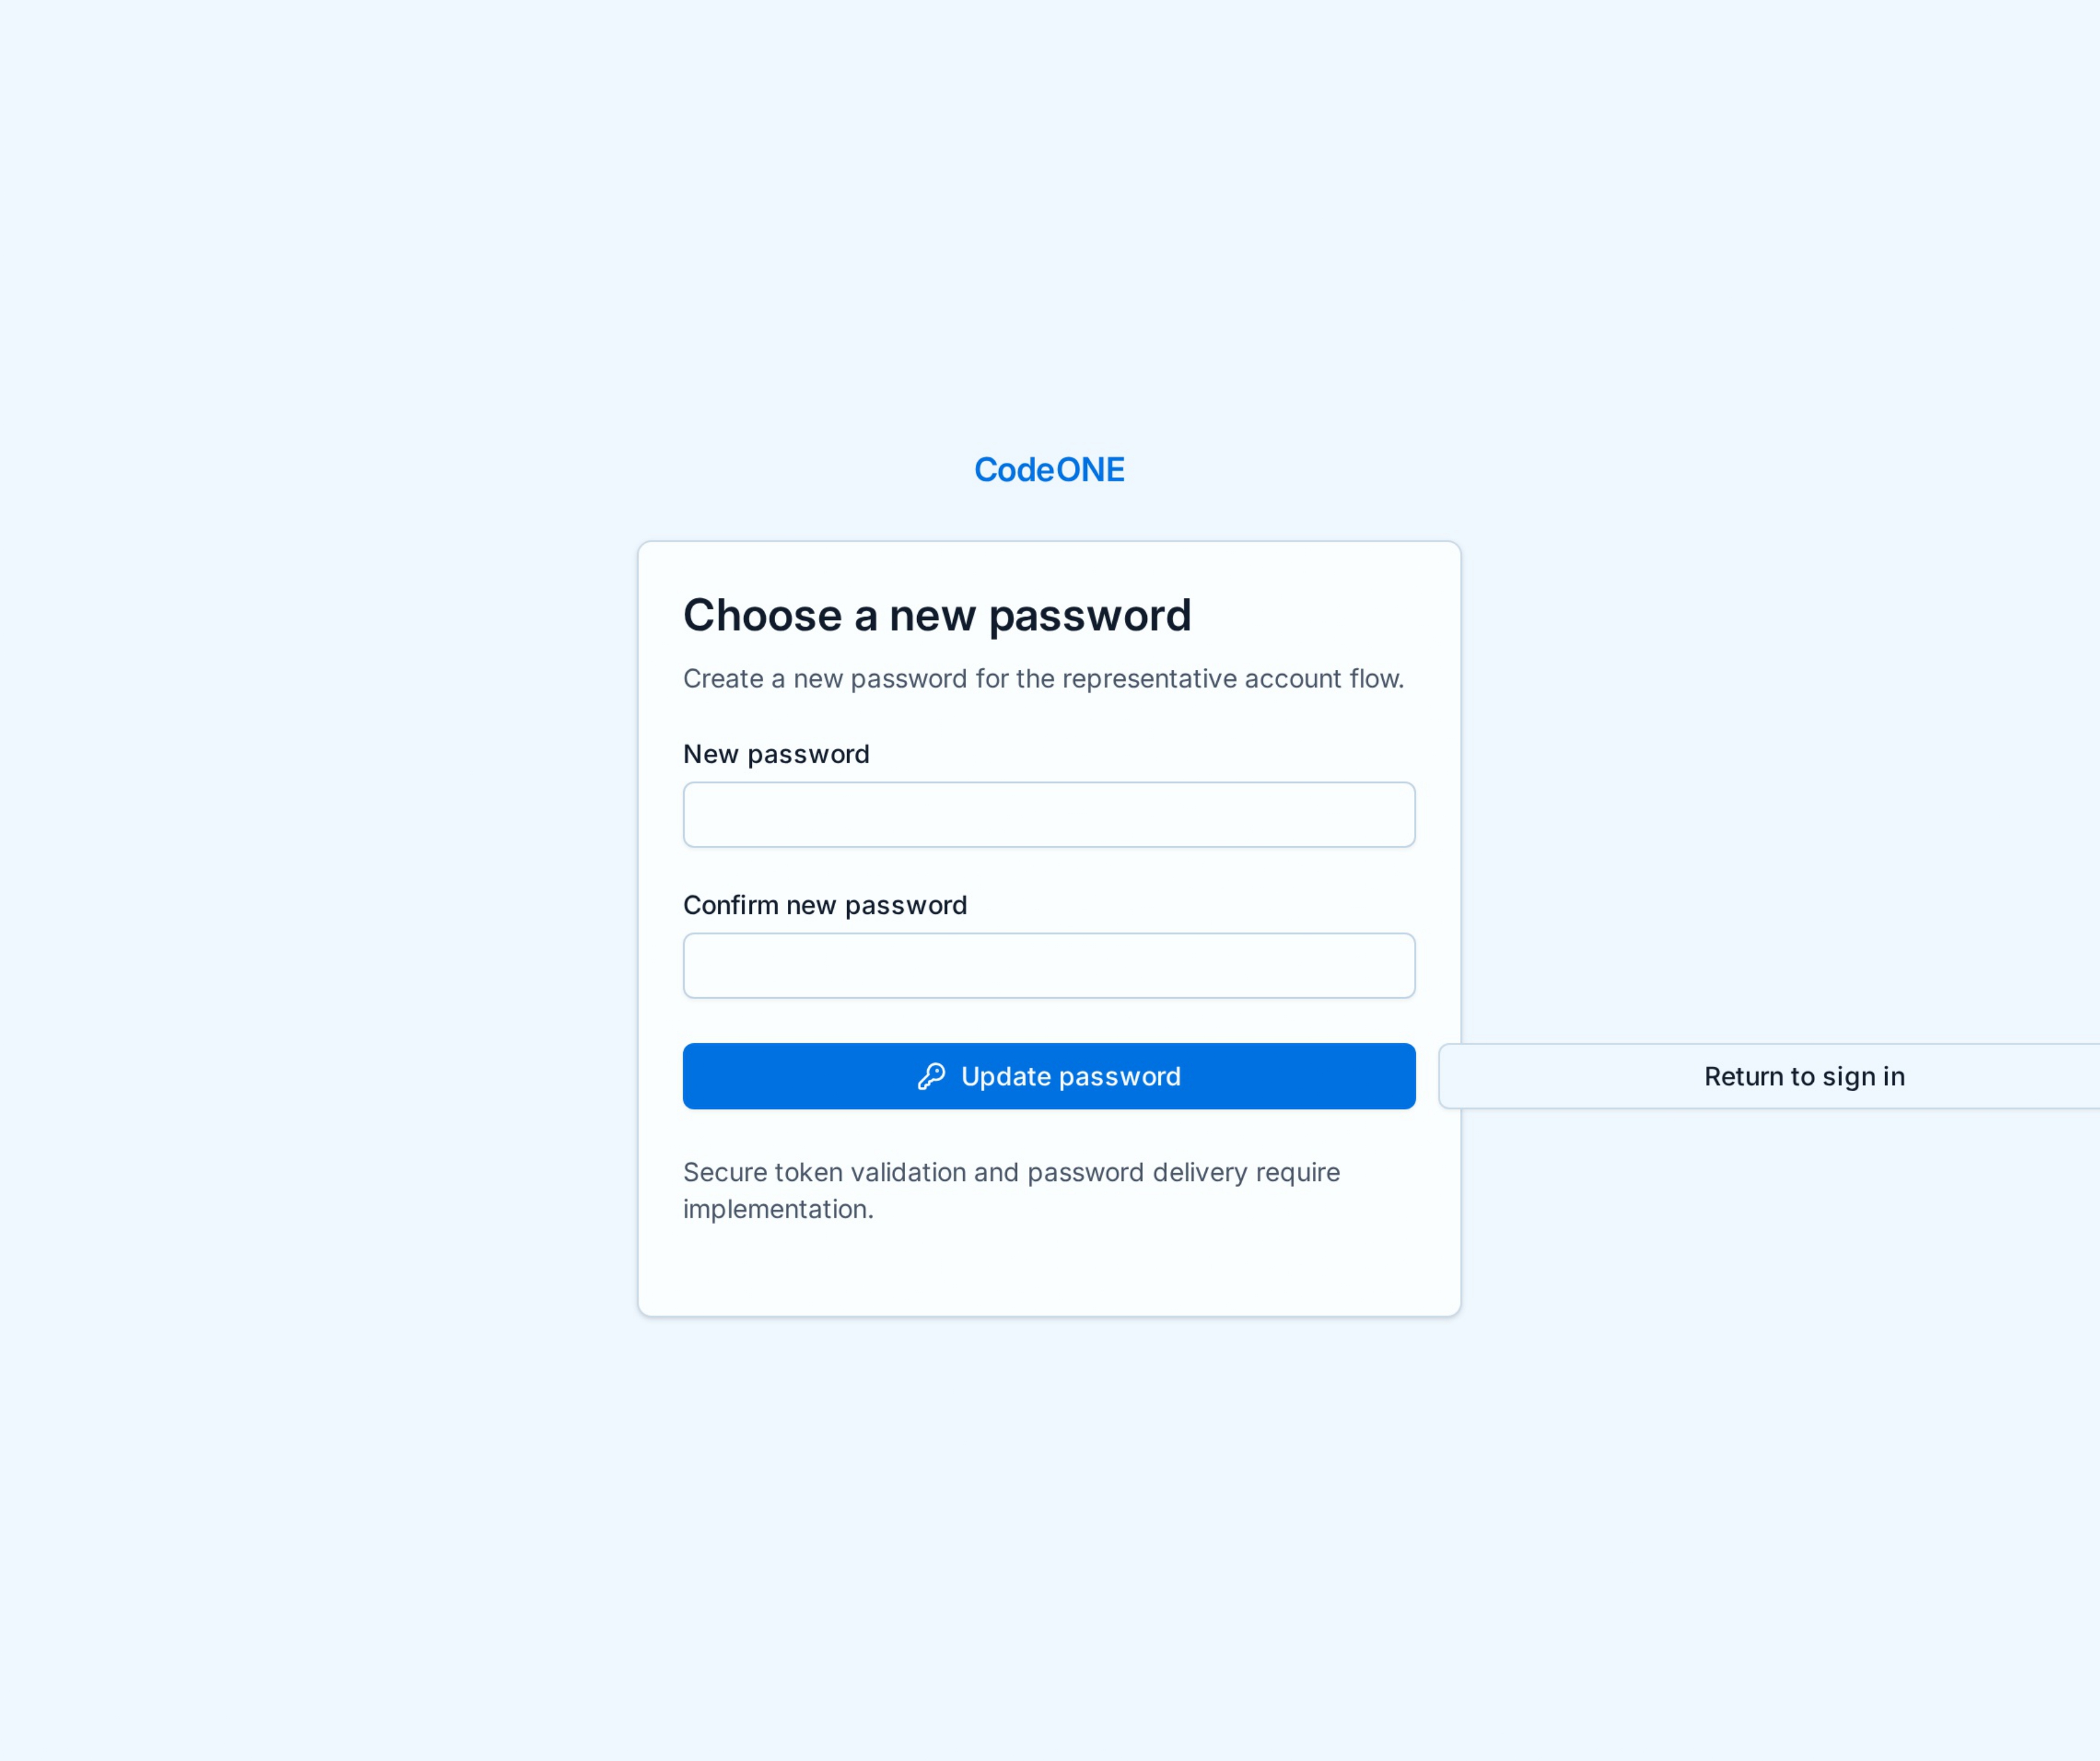 CodeONE
Choose a new password
Create a new password for the representative account flow.
New password
Confirm new password
Update password
Return to sign in
Secure token validation and password delivery require
implementation.